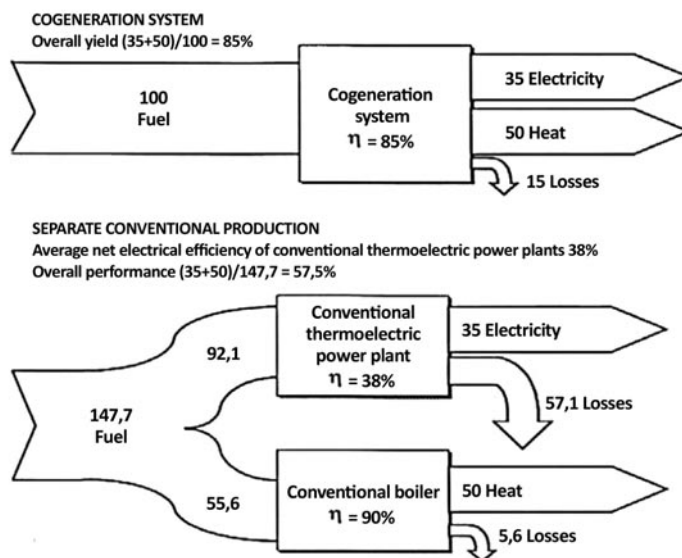 COGENERATION SYSTEM
Overall yield (35+50)/100 = 85%
100
Fuel
Cogeneration
system
η = 85%
35 Electricity
50 Heat
15 Losses
SEPARATE CONVENTIONAL PRODUCTION
Average net electrical efficiency of conventional thermoelectric power plants 38%
Overall performance (35+50)/147,7 = 57,5%
147,7
Fuel
92,1
Conventional
thermoelectric
power plant
η = 38%
35 Electricity
57,1 Losses
55,6
Conventional boiler
η = 90%
50 Heat
5,6 Losses